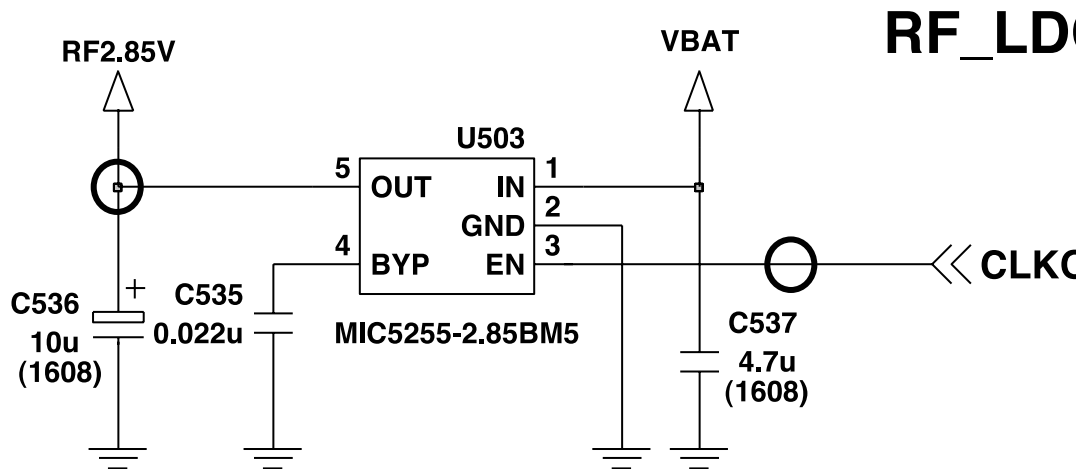 RF_LD
RF2.85V
VBAT
U503
5
OUT
IN
1
GND
2
4
BYP
EN
3
CLK
C536
+
C535
10u
0.022u
(1608)
MIC5255-2.85BM5
C537
4.7u
(1608)